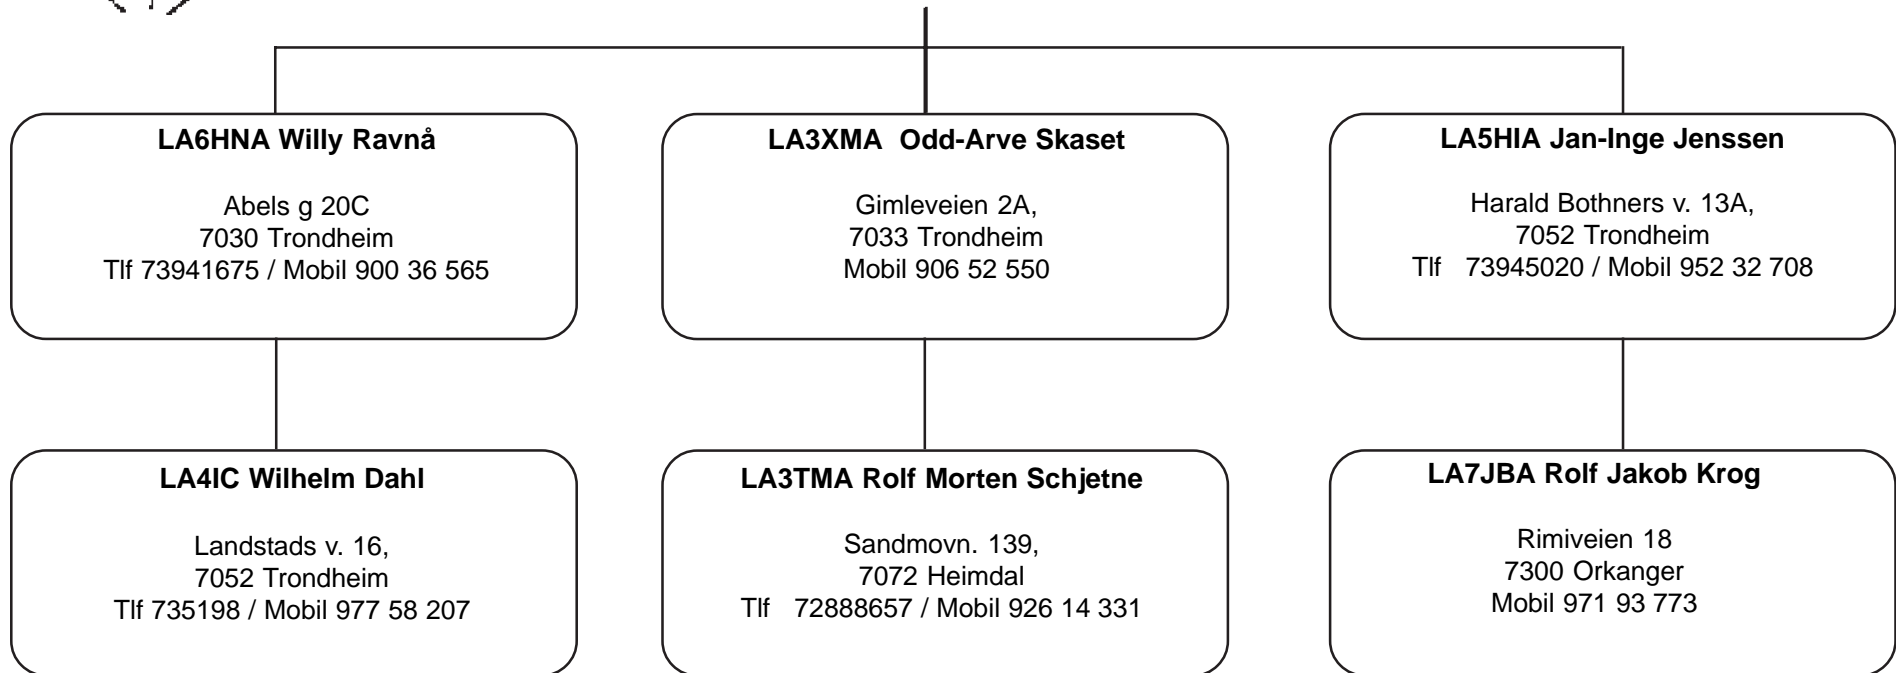 LA6HNA Willy Ravnå
Abels g 20C
7030 Trondheim
Tlf 73941675 / Mobil 900 36 565
LA3XMA  Odd-Arve Skaset
Gimleveien 2A,
7033 Trondheim
Mobil 906 52 550
LA5HIA Jan-Inge Jenssen
Harald Bothners v. 13A,
7052 Trondheim
Tlf   73945020 / Mobil 952 32 708
LA4IC Wilhelm Dahl
Landstads v. 16,
7052 Trondheim
Tlf 735198 / Mobil 977 58 207
LA3TMA Rolf Morten Schjetne
Sandmovn. 139,
7072 Heimdal
Tlf   72888657 / Mobil 926 14 331
LA7JBA Rolf Jakob Krog
Rimiveien 18
7300 Orkanger
Mobil 971 93 773